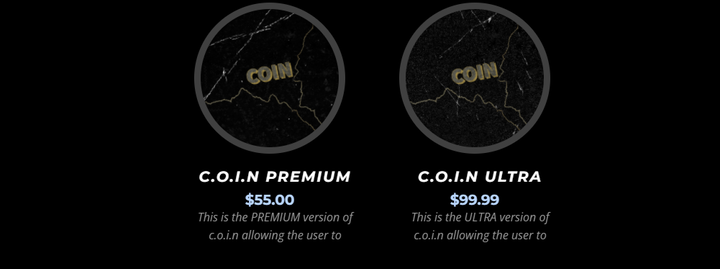 COIN
COIN
C.O.I.N PREMIUM
C.O.I.N ULTRA
$55.00
$99.99
This is the PREMIUM version of
c.o.i.n allowing the user to
This is the ULTRA version of
c.o.i.n allowing the user to